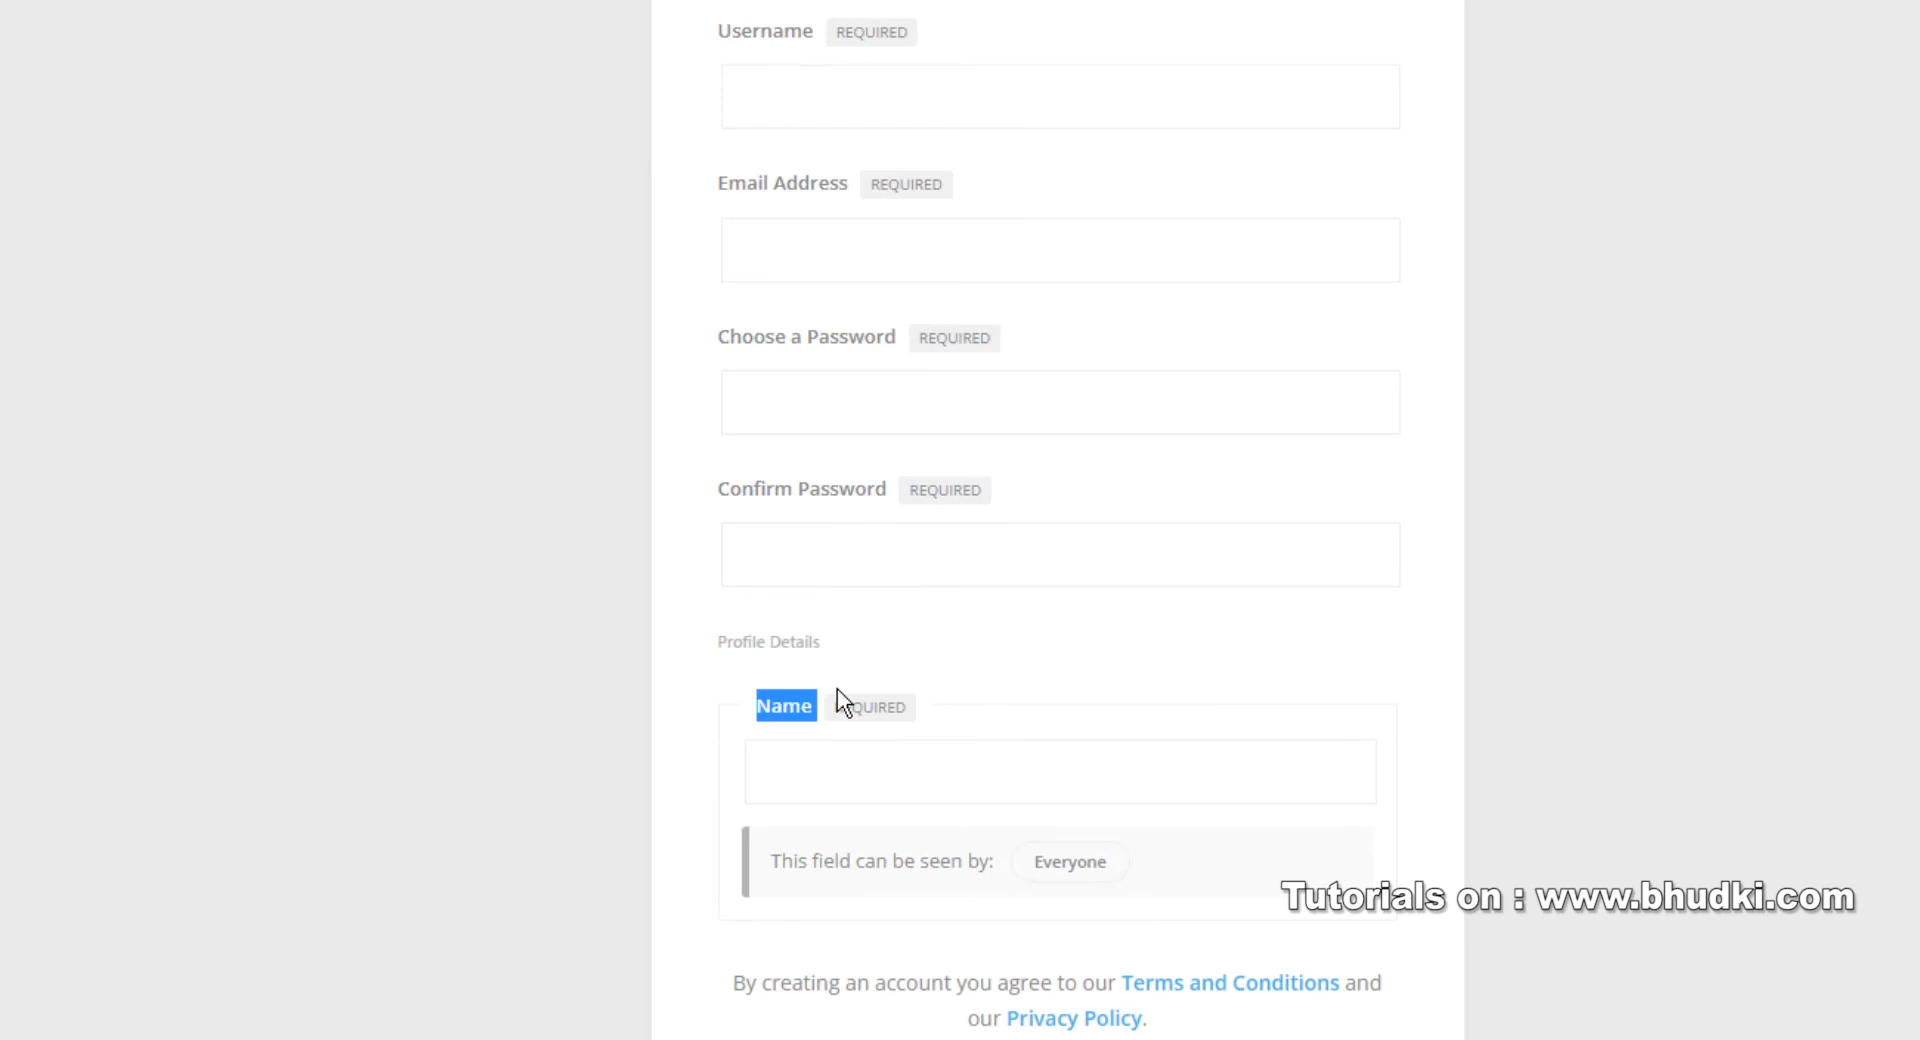 Username REQUIRED
Email Address REQUIRED
Choose a Password REQUIRED
Confirm Password REQUIRED
Profile Details
Name REQUIRED
This field can be seen by: Everyone
Tutorials on : www.bhudki.com
By creating an account you agree to our Terms and Conditions and
our Privacy Policy.